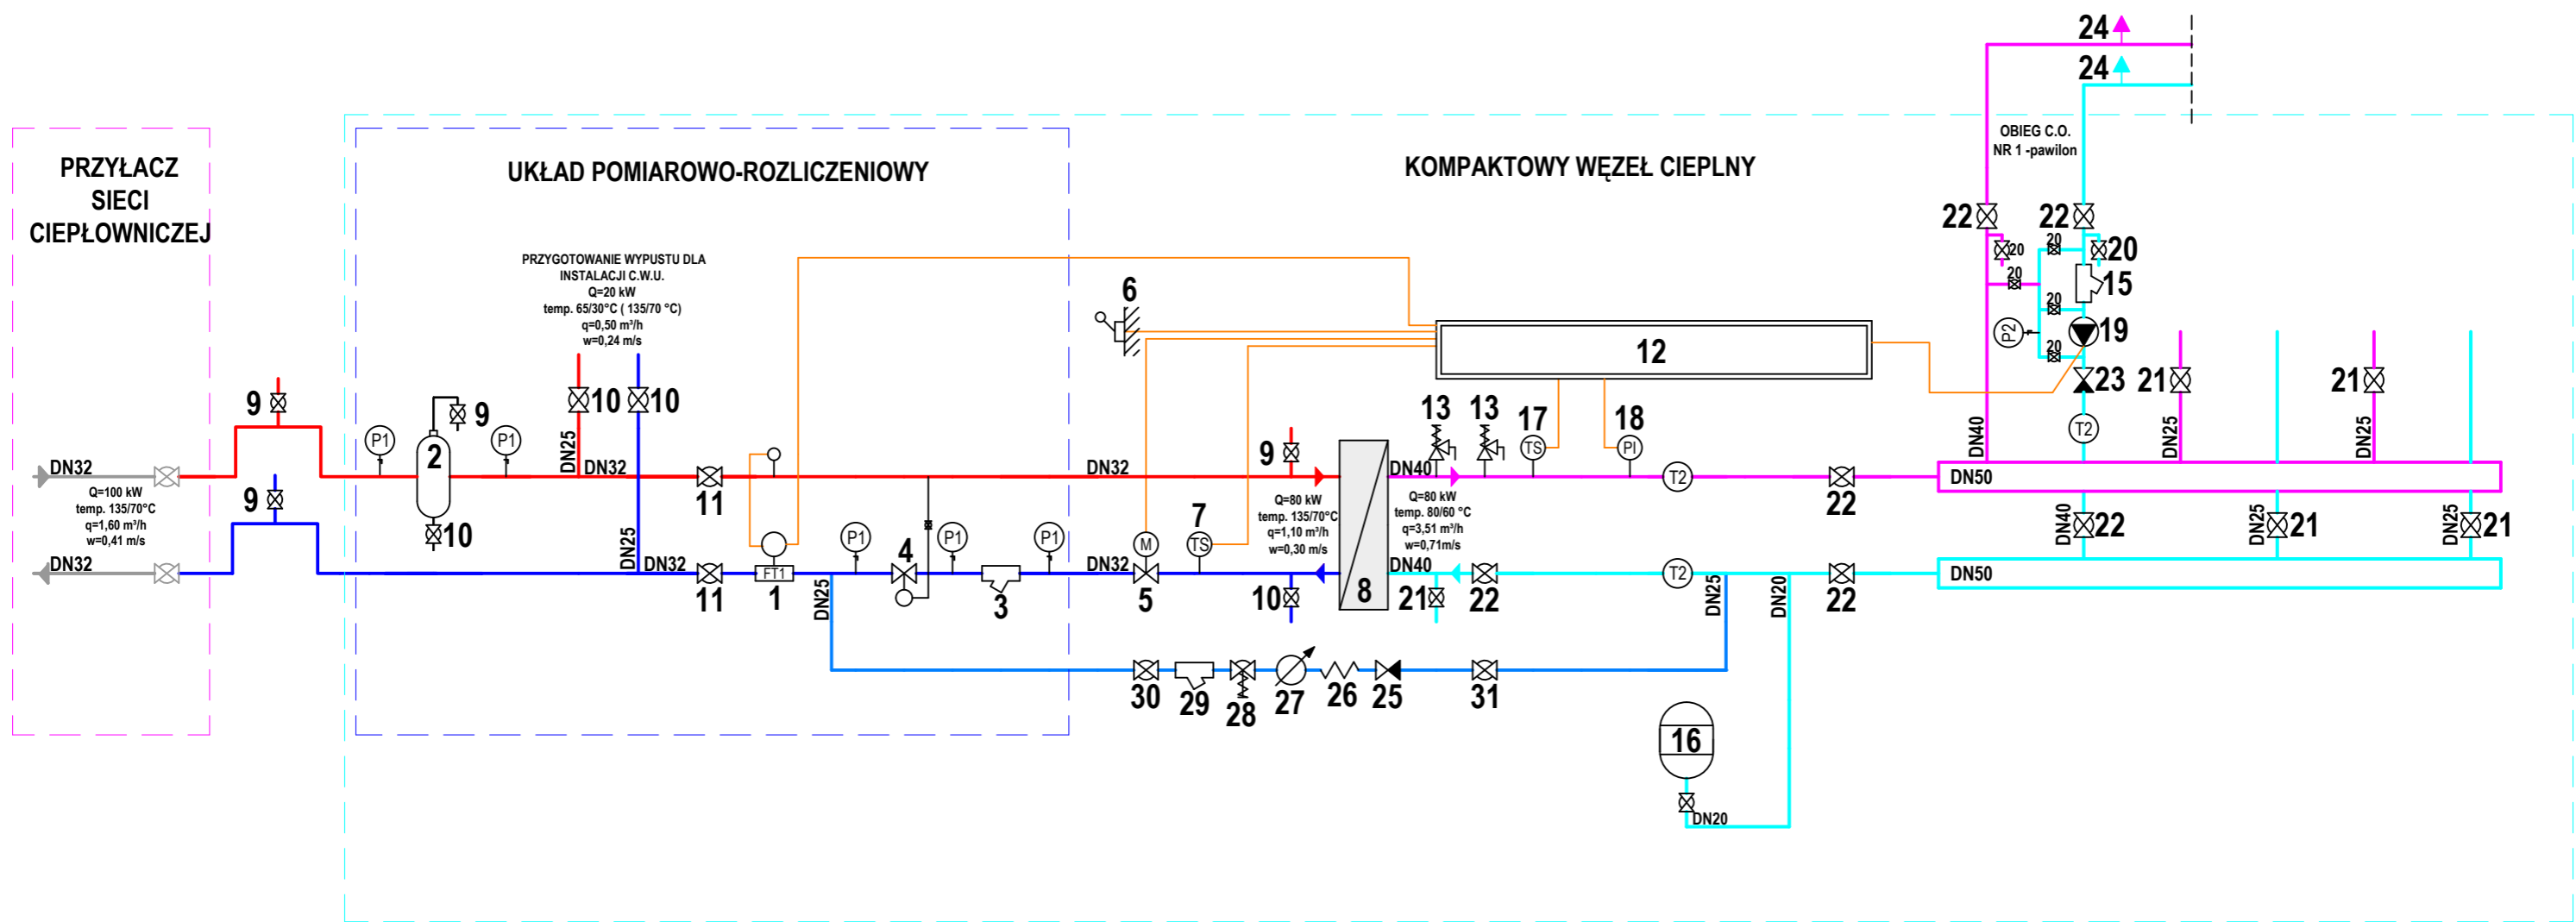 24
24
OBIEG C.O.
NR 1 -pawilon
PRZYŁĄCZ
SIECI
CIEPŁOWNICZEJ
UKŁAD POMIAROWO-ROZLICZENIOWY
KOMPAKTOWY WĘZEŁ CIEPLNY
22
22
20
20
20
20
15
20
P2
19
20
23
PRZYGOTOWANIE WYPUSTU DLA
INSTALACJI C.W.U.
Q=20 kW
temp. 65/30°C ( 135/70 °C)
q=0,50 m³/h
w=0,24 m/s
6
12
21
21
9
9
10
10
13
13
17
18
T2
P1
2
P1
DN25
DN32
DN32
9
DN40
TS
PI
T2
DN40
DN25
DN25
DN32
DN50
11
22
Q=100 kW
temp. 135/70°C
q=1,60 m³/h
w=0,41 m/s
9
10
DN25
P1
P1
P1
4
M
7
TS
Q=80 kW
temp. 135/70°C
q=1,10 m³/h
w=0,30 m/s
Q=80 kW
temp. 80/60 °C
q=3,51 m³/h
w=0,71m/s
DN40
22
DN25
21
DN25
21
DN32
DN32
FT1
DN32
DN40
T2
DN50
11
1
DN25
3
5
10
8
21
22
DN25
DN20
22
30
29
28
27
26
25
31
16
DN20